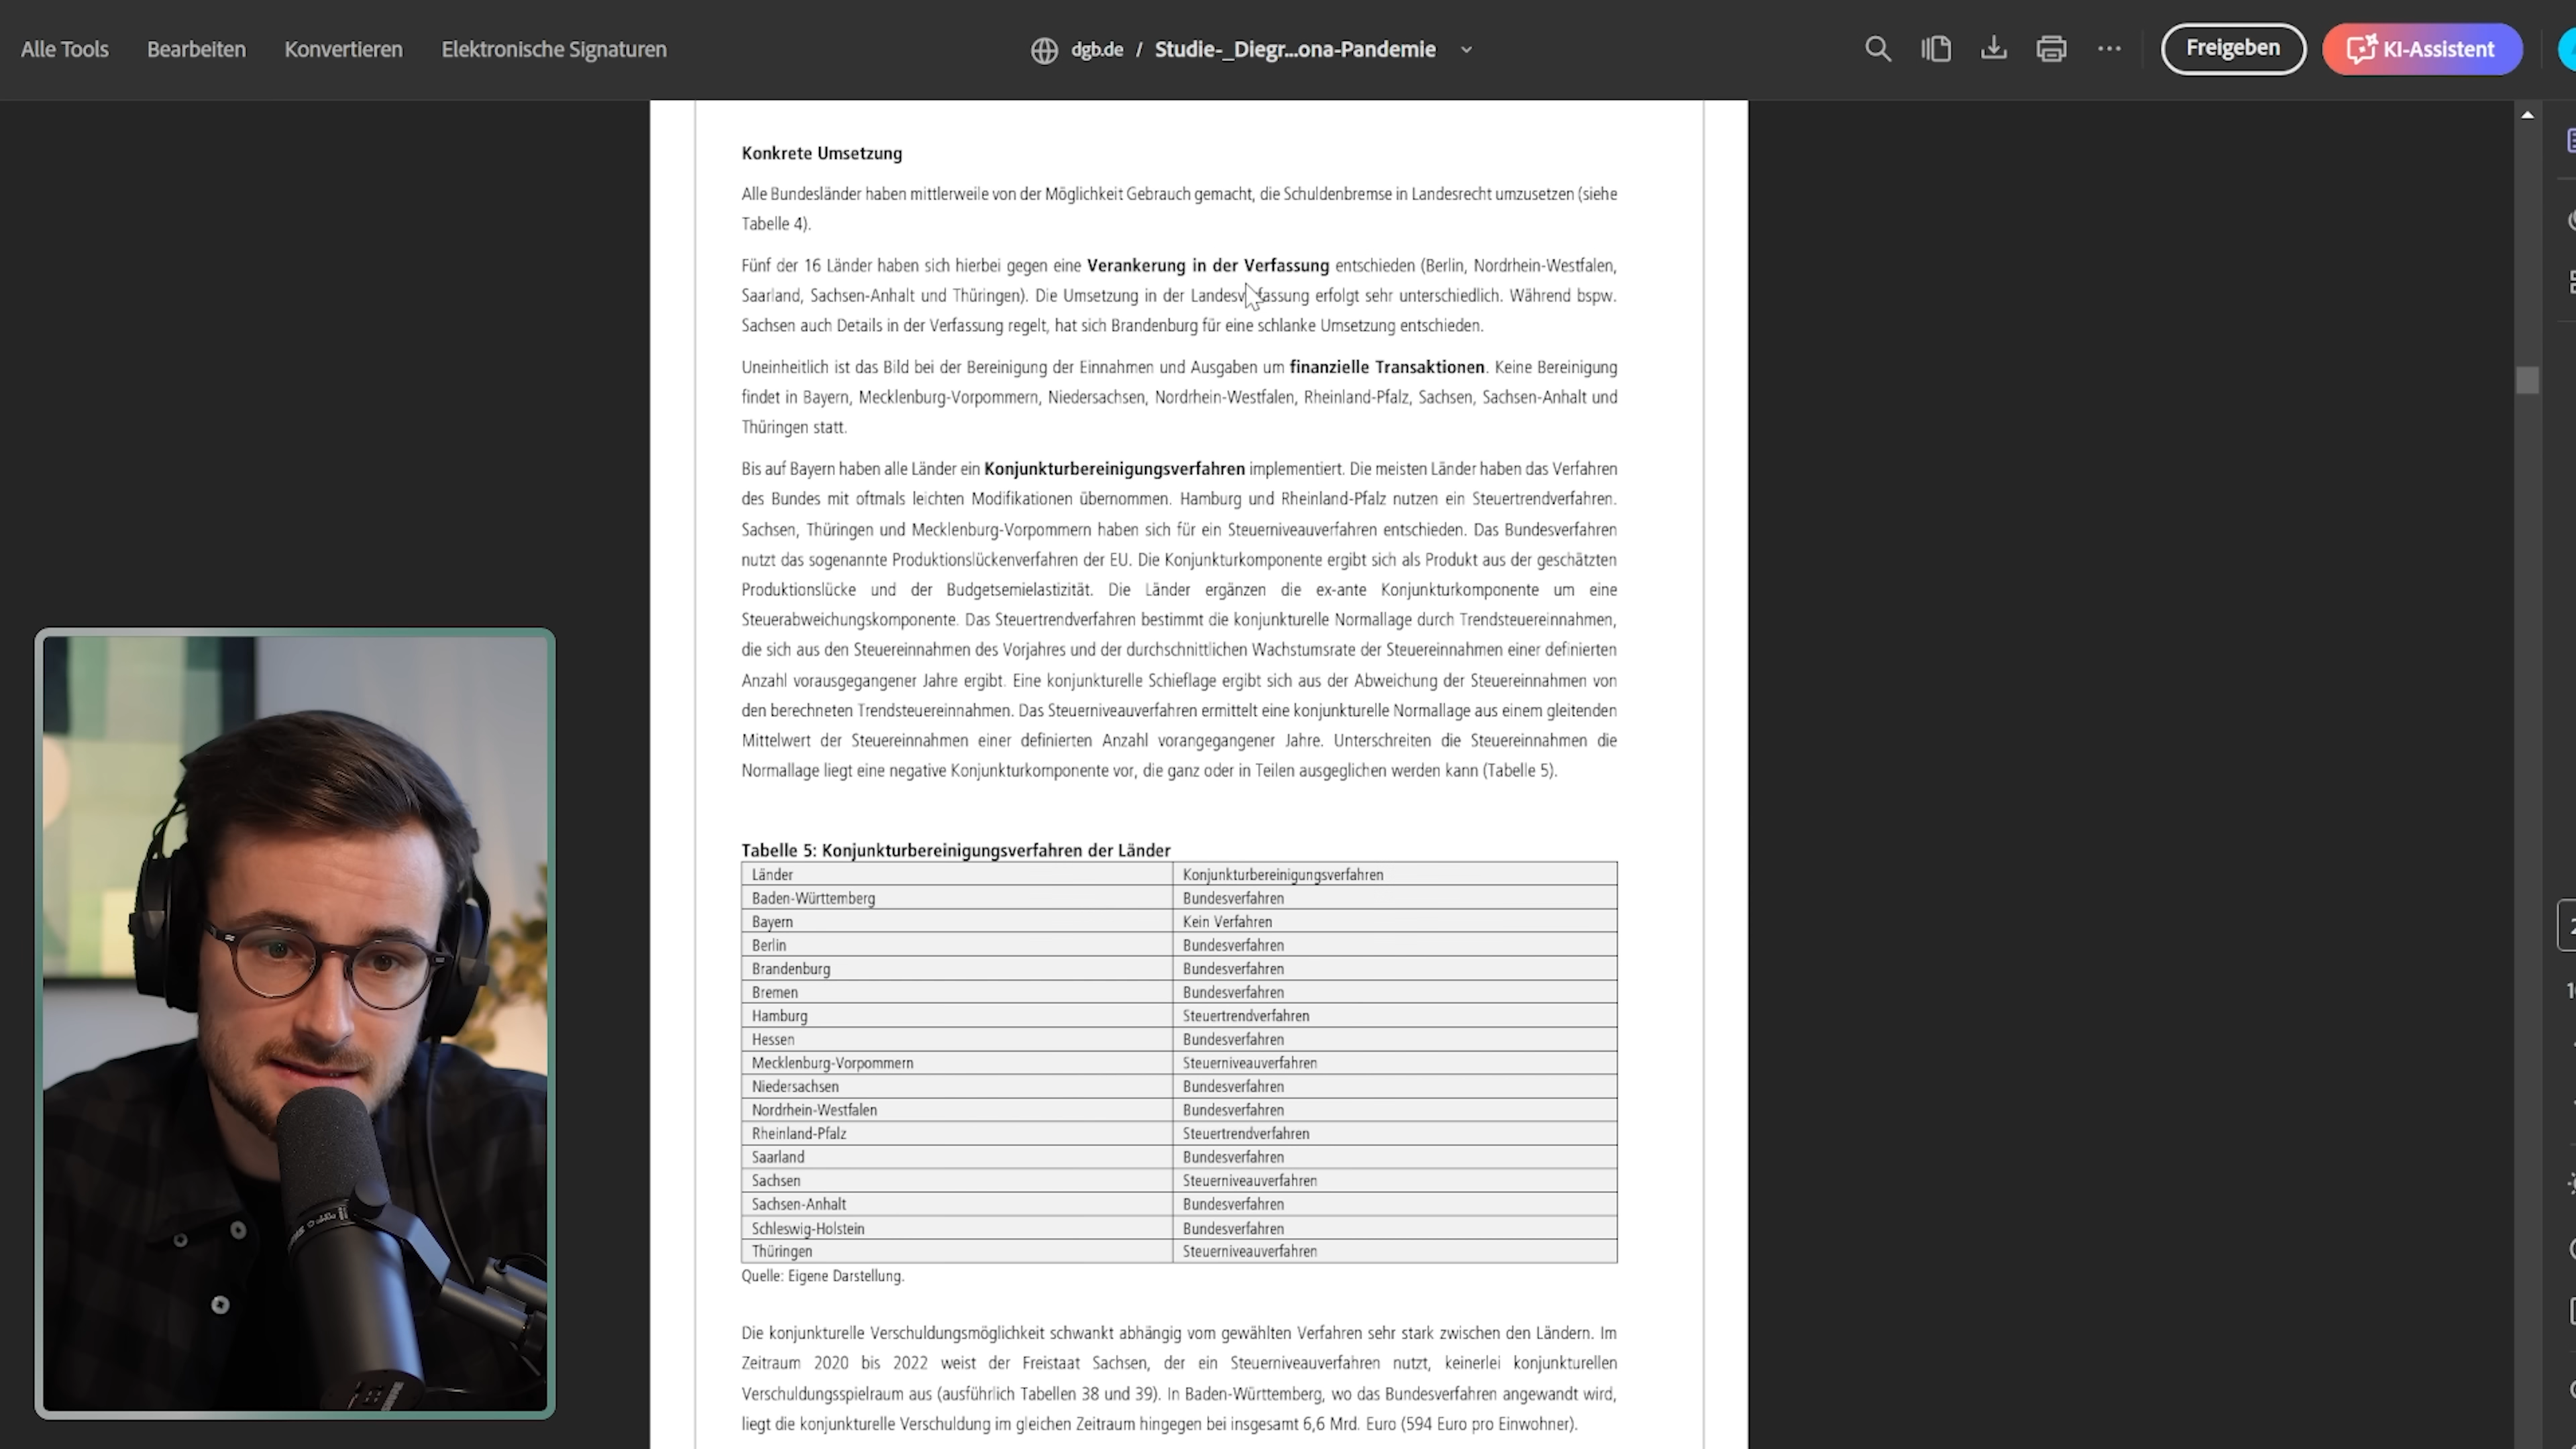 Alle Tools Bearbeiten Konvertieren Elektronische Signaturen dgb.de / Studie-_Diegr...ona-Pandemie Freigeben KI-Assistent
Konkrete Umsetzung
Alle Bundesländer haben mittlerweile von der Möglichkeit Gebrauch gemacht, die Schuldenbremse in Landesrecht umzusetzen (siehe
Tabelle 4).
Fünf der 16 Länder haben sich hierbei gegen eine Verankerung in der Verfassung entschieden (Berlin, Nordrhein-Westfalen,
Saarland, Sachsen-Anhalt und Thüringen). Die Umsetzung in der Landesverfassung erfolgt sehr unterschiedlich. Während bspw.
Sachsen auch Details in der Verfassung regelt, hat sich Brandenburg für eine schlanke Umsetzung entschieden.
Uneinheitlich ist das Bild bei der Bereinigung der Einnahmen und Ausgaben um finanzielle Transaktionen. Keine Bereinigung
findet in Bayern, Mecklenburg-Vorpommern, Niedersachsen, Nordrhein-Westfalen, Rheinland-Pfalz, Sachsen, Sachsen-Anhalt und
Thüringen statt.
Bis auf Bayern haben alle Länder ein Konjunkturbereinigungsverfahren implementiert. Die meisten Länder haben das Verfahren
des Bundes mit oftmals leichten Modifikationen übernommen. Hamburg und Rheinland-Pfalz nutzen ein Steuertrendverfahren.
Sachsen, Thüringen und Mecklenburg-Vorpommern haben sich für ein Steuerniveauverfahren entschieden. Das Bundesverfahren
nutzt das sogenannte Produktionslückenverfahren der EU. Die Konjunkturkomponente ergibt sich als Produkt aus der geschätzten
Produktionslücke und der Budgetsemielastizität. Die Länder ergänzen die ex-ante Konjunkturkomponente um eine
Steuerabweichungskomponente. Das Steuertrendverfahren bestimmt die konjunkturelle Normallage durch Trendsteuereinnahmen,
die sich aus den Steuereinnahmen des Vorjahres und der durchschnittlichen Wachstumsrate der Steuereinnahmen einer definierten
Anzahl vorausgegangener Jahre ergibt. Eine konjunkturelle Schieflage ergibt sich aus der Abweichung der Steuereinnahmen von
den berechneten Trendsteuereinnahmen. Das Steuerniveauverfahren ermittelt eine konjunkturelle Normallage aus einem gleitenden
Mittelwert der Steuereinnahmen einer definierten Anzahl vorangegangener Jahre. Unterschreiten die Steuereinnahmen die
Normallage liegt eine negative Konjunkturkomponente vor, die ganz oder in Teilen ausgeglichen werden kann (Tabelle 5).
Tabelle 5: Konjunkturbereinigungsverfahren der Länder
Länder Konjunkturbereinigungsverfahren
Baden-Württemberg Bundesverfahren
Bayern Kein Verfahren
Berlin Bundesverfahren
Brandenburg Bundesverfahren
Bremen Bundesverfahren
Hamburg Steuertrendverfahren
Hessen Bundesverfahren
Mecklenburg-Vorpommern Steuerniveauverfahren
Niedersachsen Bundesverfahren
Nordrhein-Westfalen Bundesverfahren
Rheinland-Pfalz Steuertrendverfahren
Saarland Bundesverfahren
Sachsen Steuerniveauverfahren
Sachsen-Anhalt Bundesverfahren
Schleswig-Holstein Bundesverfahren
Thüringen Steuerniveauverfahren
Quelle: Eigene Darstellung.
Die konjunkturelle Verschuldungsmöglichkeit schwankt abhängig vom gewählten Verfahren sehr stark zwischen den Ländern. Im
Zeitraum 2020 bis 2022 weist der Freistaat Sachsen, der ein Steuerniveauverfahren nutzt, keinerlei konjunkturellen
Verschuldungsspielraum aus (ausführlich Tabellen 38 und 39). In Baden-Württemberg, wo das Bundesverfahren angewandt wird,
liegt die konjunkturelle Verschuldung im gleichen Zeitraum hingegen bei insgesamt 6,6 Mrd. Euro (594 Euro pro Einwohner).